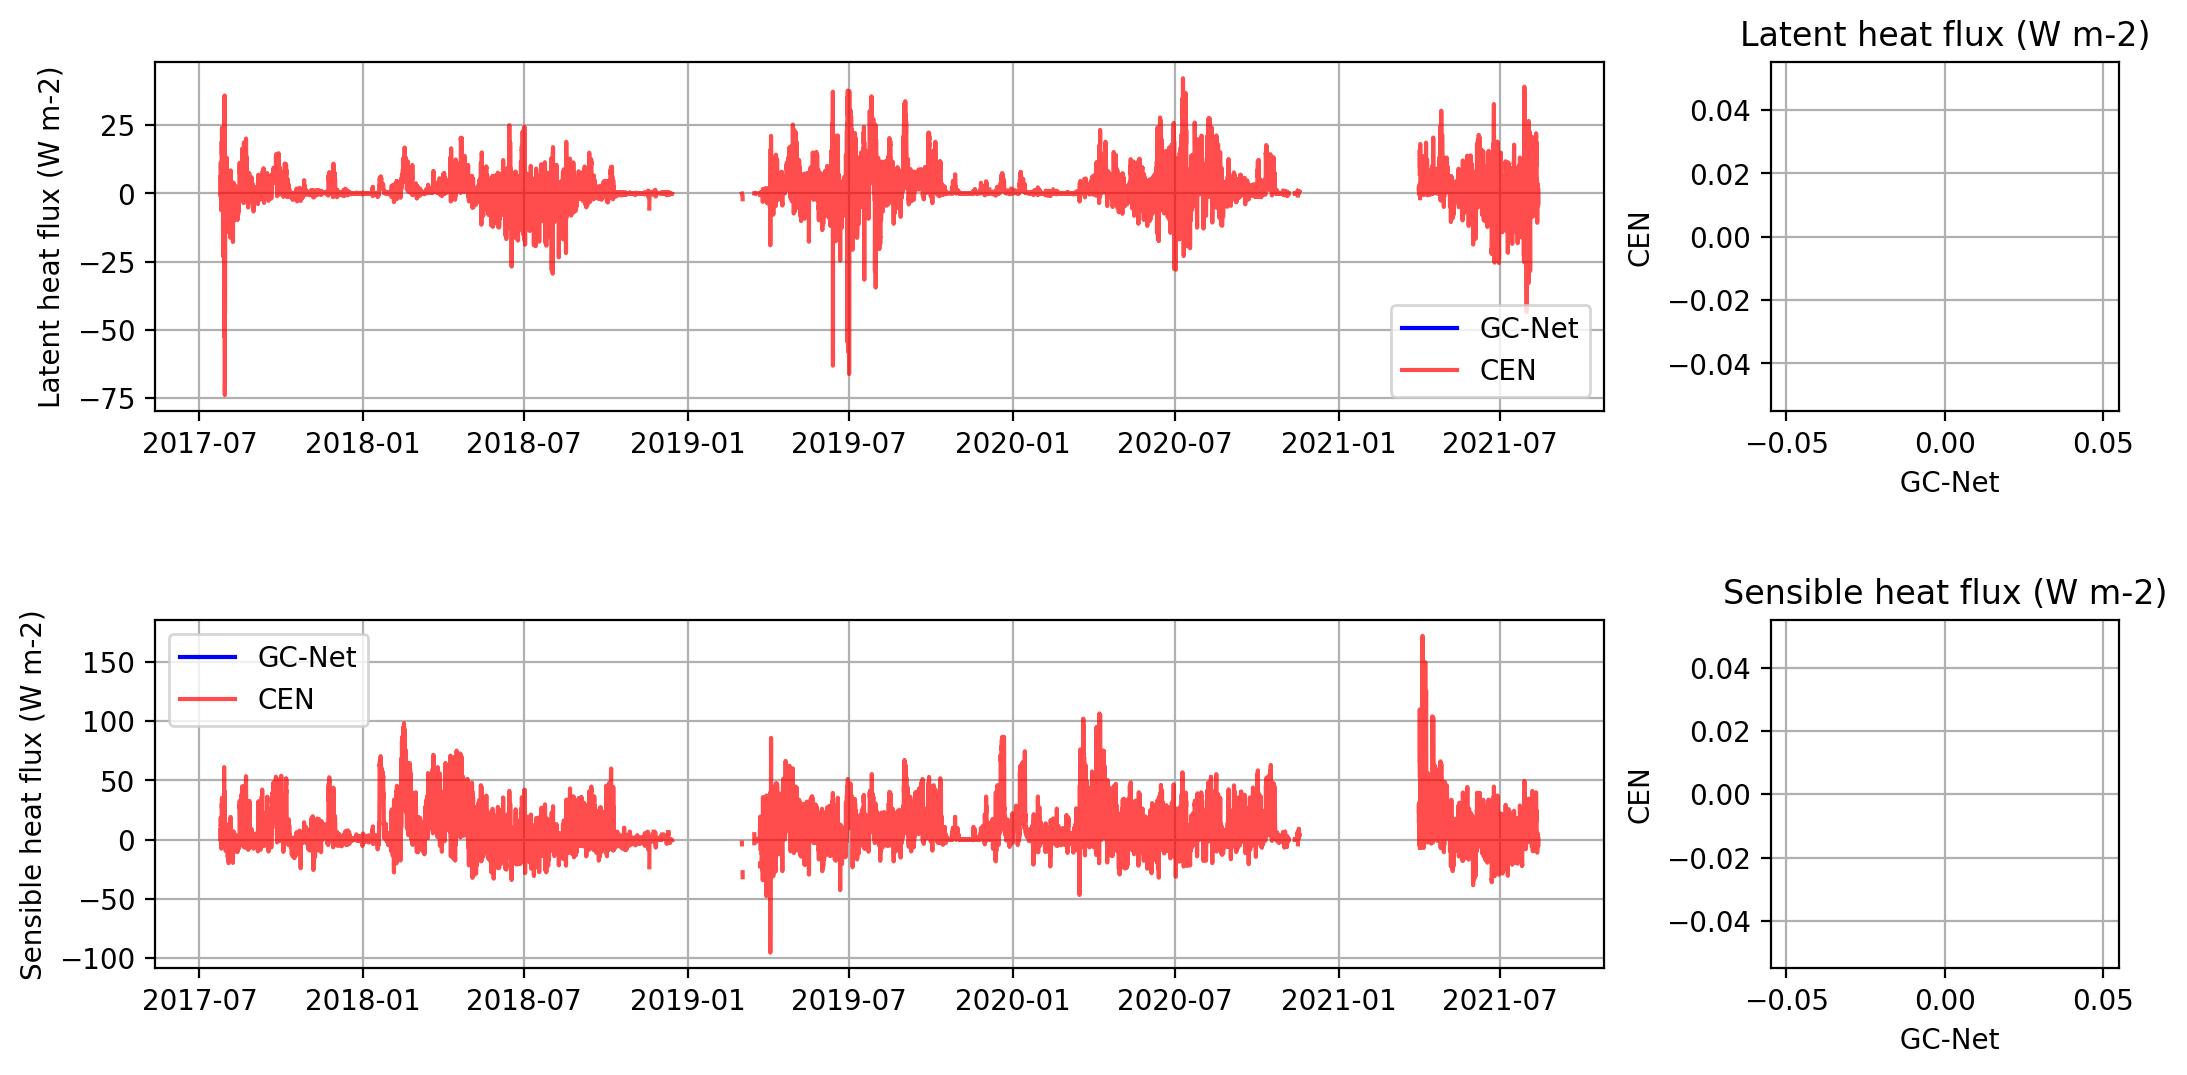 Latent heat flux (W m-2)
Latent heat flux (W m-2)
25
0
−25
−50
−75
GC-Net
CEN
2017-07 2018-01 2018-07 2019-01 2019-07 2020-01 2020-07 2021-01 2021-07
CEN
0.04
0.02
0.00
−0.02
−0.04
−0.05 0.00 0.05
GC-Net
Sensible heat flux (W m-2)
Sensible heat flux (W m-2)
150
100
50
0
−50
−100
GC-Net
CEN
2017-07 2018-01 2018-07 2019-01 2019-07 2020-01 2020-07 2021-01 2021-07
CEN
0.04
0.02
0.00
−0.02
−0.04
−0.05 0.00 0.05
GC-Net